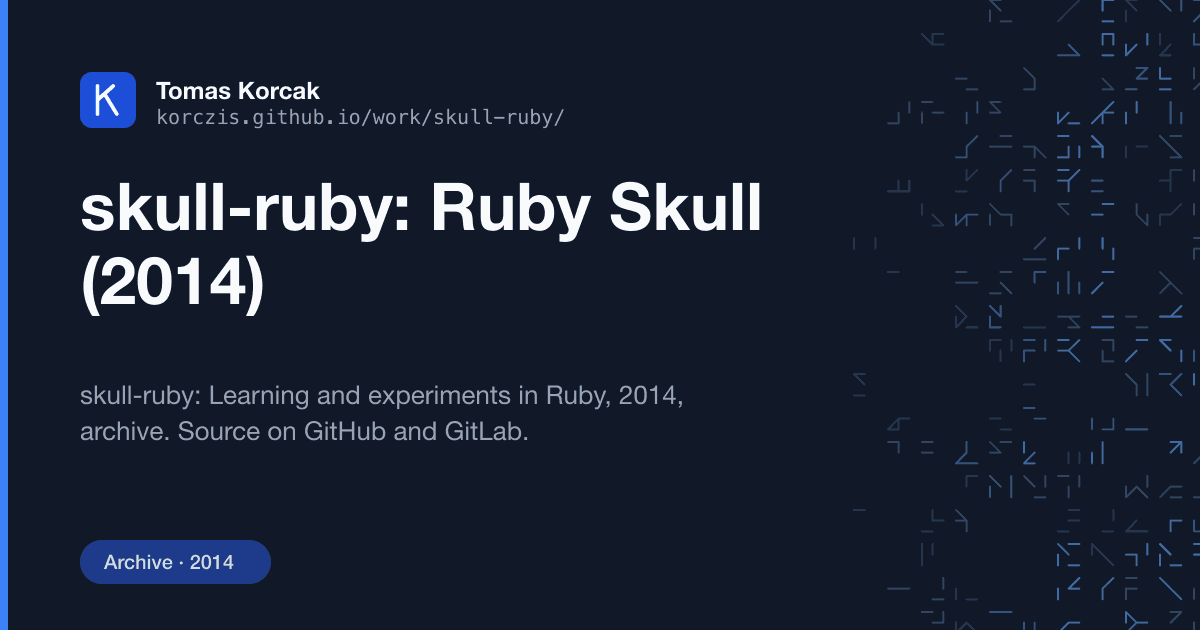 K
Tomas Korcak
korczis.github.io/work/skull-ruby/
skull-ruby: Ruby Skull
(2014)
skull-ruby: Learning and experiments in Ruby, 2014,
archive. Source on GitHub and GitLab.
Archive · 2014